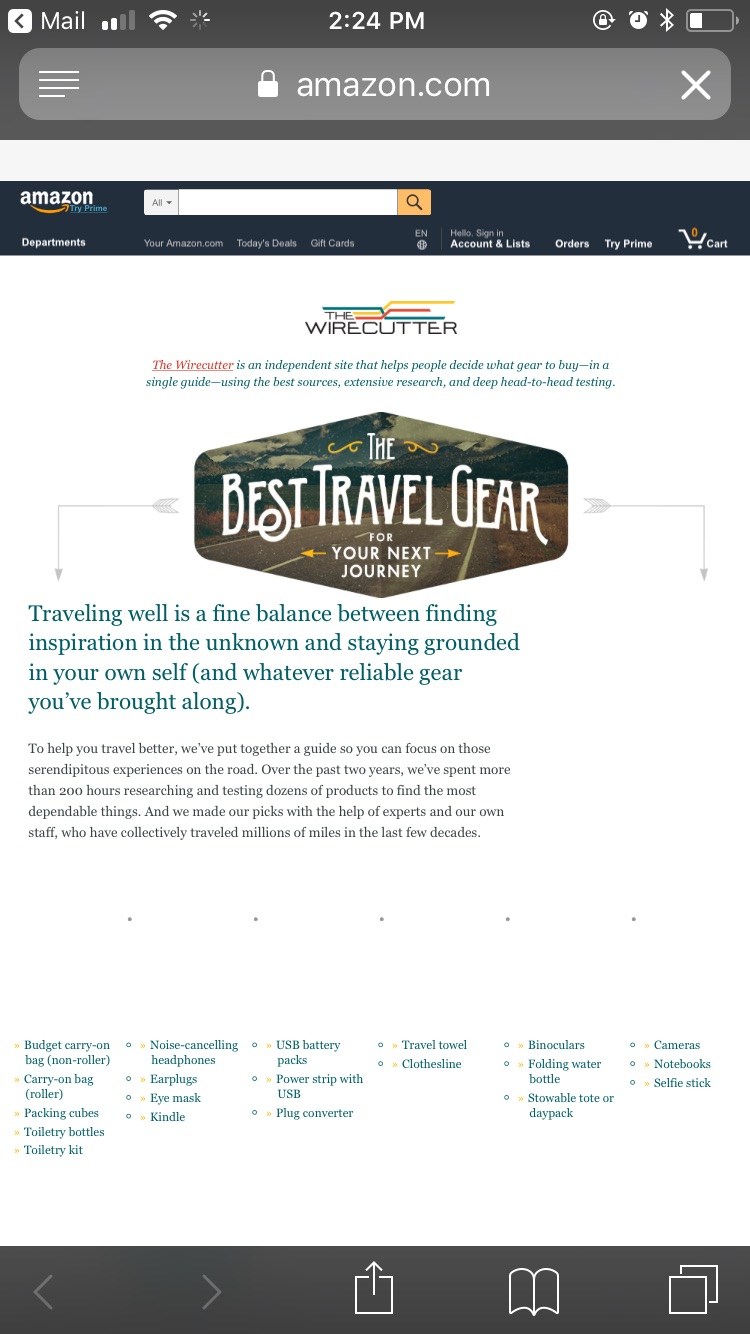 Mail
2:24 PM
amazon.com
amazon
Try Prime
All
Departments
Your Amazon.com Today's Deals Gift Cards
EN
Hello. Sign in
Account & Lists
Orders
Try Prime
0
Cart
THE
WIRECUTTER
The Wirecutter is an independent site that helps people decide what gear to buy—in a
single guide—using the best sources, extensive research, and deep head-to-head testing.
THE
BEST TRAVEL GEAR
FOR
YOUR NEXT
JOURNEY
Traveling well is a fine balance between finding
inspiration in the unknown and staying grounded
in your own self (and whatever reliable gear
you've brought along).
To help you travel better, we've put together a guide so you can focus on those
serendipitous experiences on the road. Over the past two years, we've spent more
than 200 hours researching and testing dozens of products to find the most
dependable things. And we made our picks with the help of experts and our own
staff, who have collectively traveled millions of miles in the last few decades.
» Budget carry-on
bag (non-roller)
» Carry-on bag
(roller)
» Packing cubes
» Toiletry bottles
» Toiletry kit
» Noise-cancelling
headphones
» Earplugs
» Eye mask
» Kindle
» USB battery
packs
» Power strip with
USB
» Plug converter
» Travel towel
» Clothesline
» Binoculars
» Folding water
bottle
» Stowable tote or
daypack
» Cameras
» Notebooks
» Selfie stick